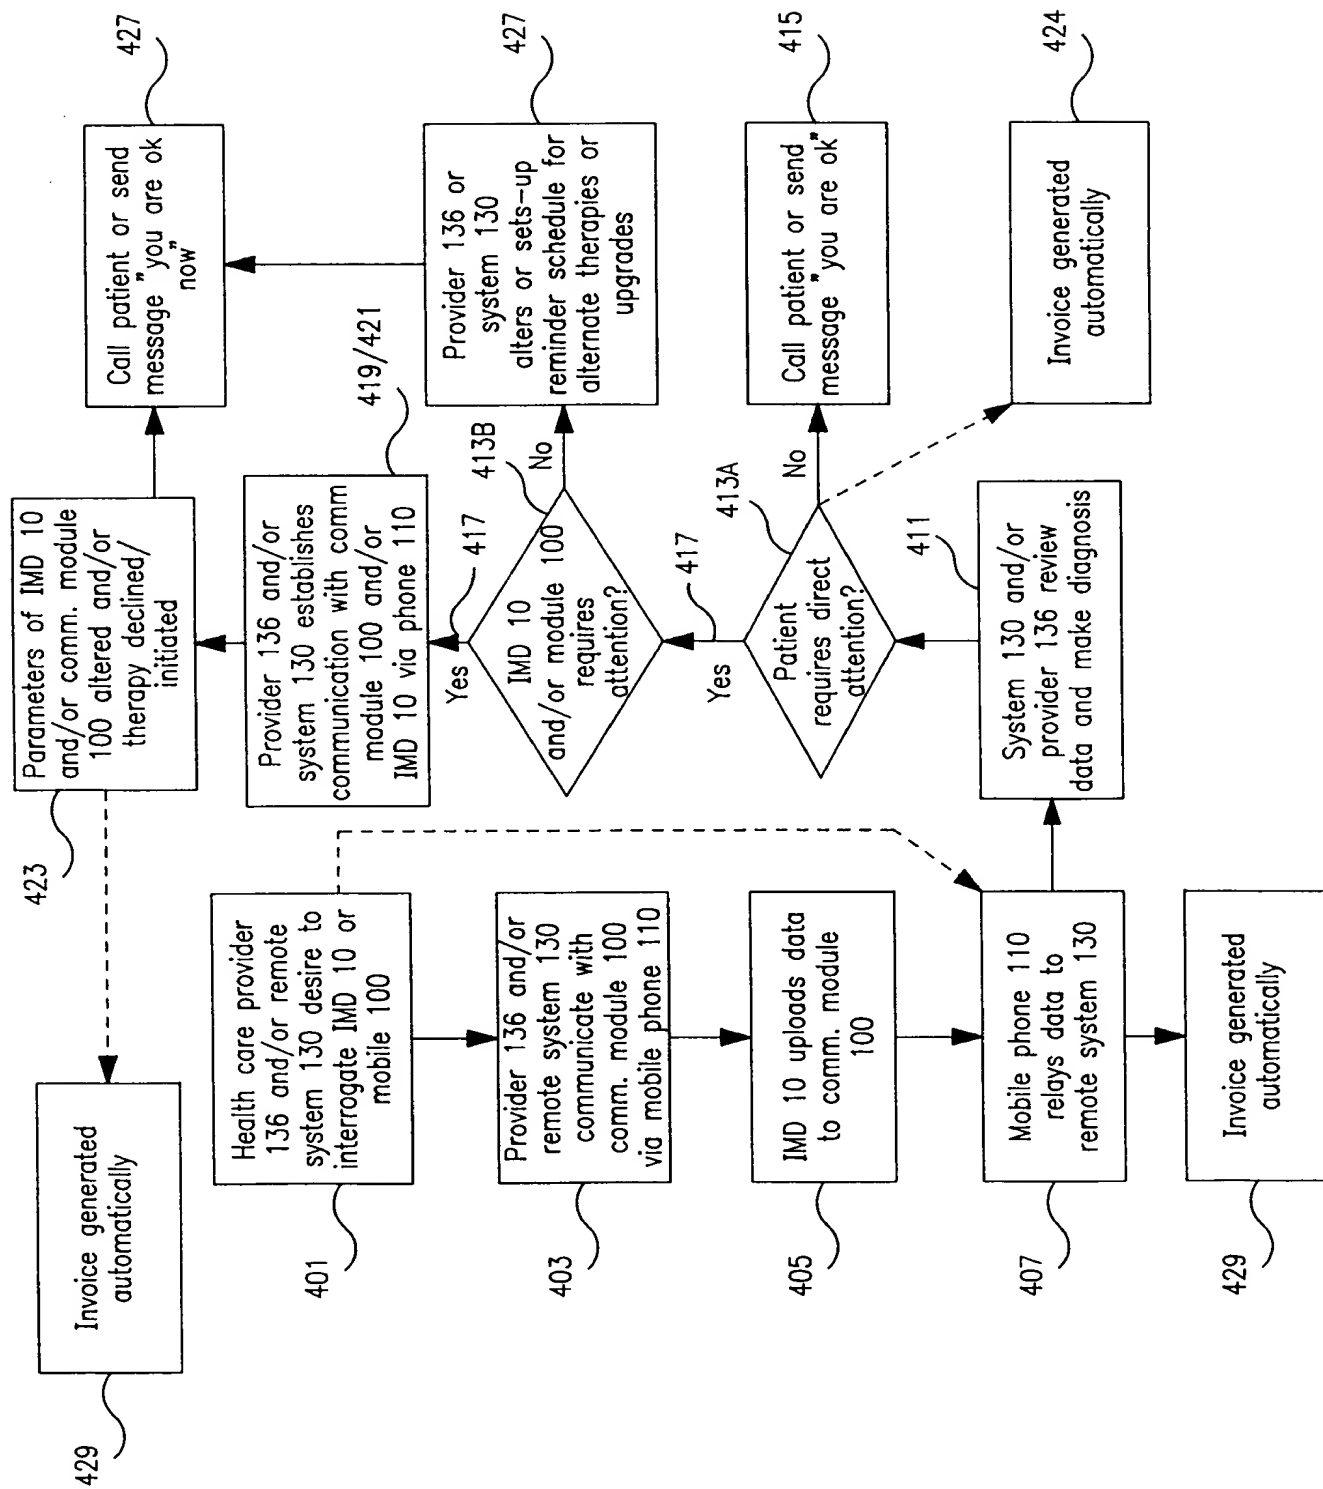 427
Call patient or send
message "you are ok
now"
427
Provider 136 or
system 130
alters or sets-up
reminder schedule for
alternate therapies or
upgrades
415
Call patient or send
message "you are ok"
424
Invoice generated
automatically
Parameters of IMD 10
and/or comm. module
100 altered and/or
therapy declined/
initiated
423
419/421
Provider 136 and/or
system 130 establishes
communication with comm
module 100 and/or
IMD 10 via phone 110
417
Yes
413B
No
IMD 10
and/or module 100
requires
attention?
417
Yes
413A
No
Patient
requires direct
attention?
411
System 130 and/or
provider 136 review
data and make diagnosis
Health care provider
136 and/or remote
system 130 desire to
interrogate IMD 10 or
mobile 100
401
Provider 136 and/or
remote system 130
communicate with
comm. module 100
via mobile phone 110
403
IMD 10 uploads data
to comm. module
100
405
Mobile phone 110
relays data to
remote system 130
407
Invoice generated
automatically
429
Invoice generated
automatically
429